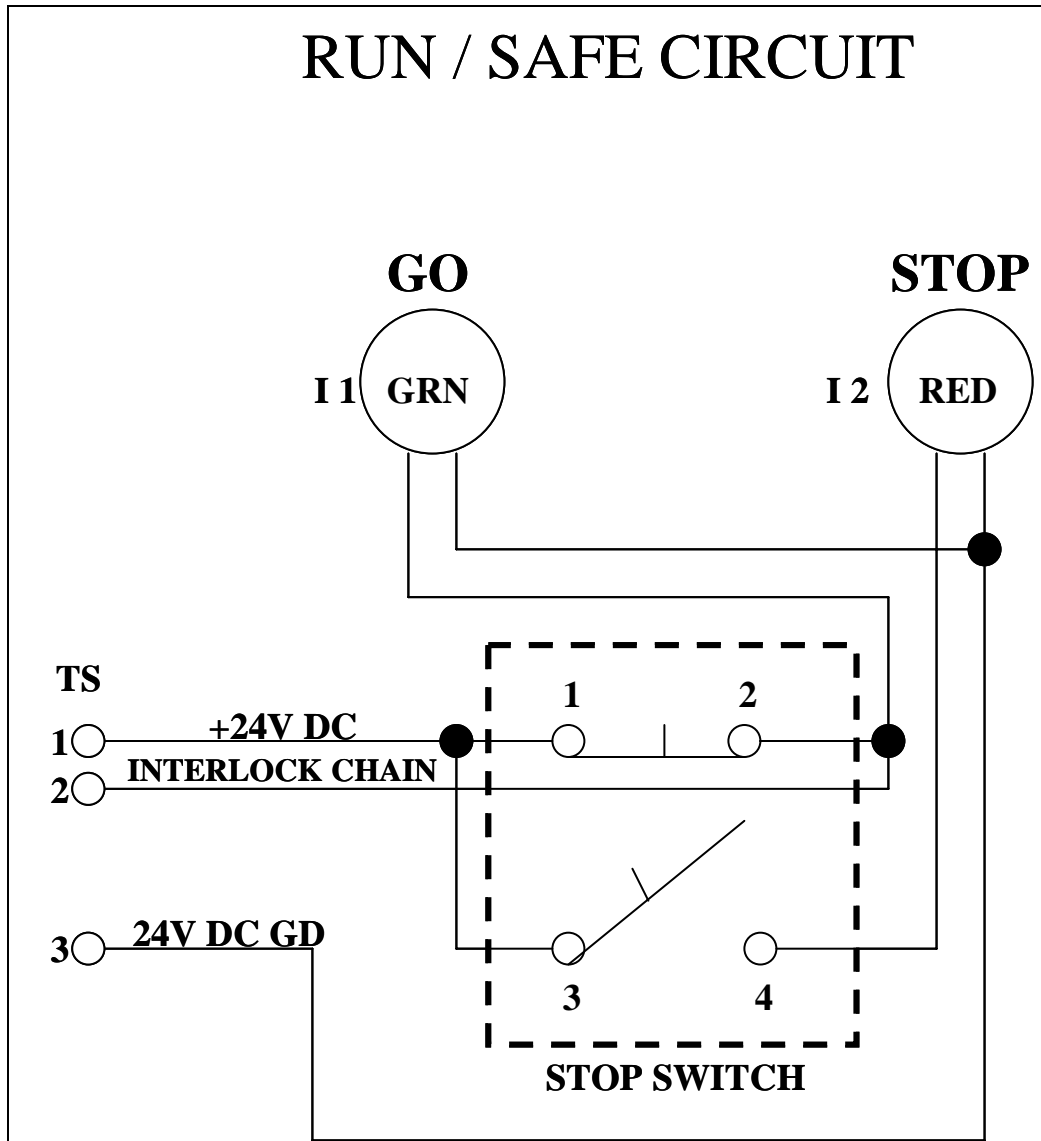 RUN / SAFE CIRCUIT
GO
STOP
I 1
GRN
I 2
RED
TS
1
2
1
+24V DC
2
INTERLOCK CHAIN
3
24V DC GD
3
4
STOP SWITCH